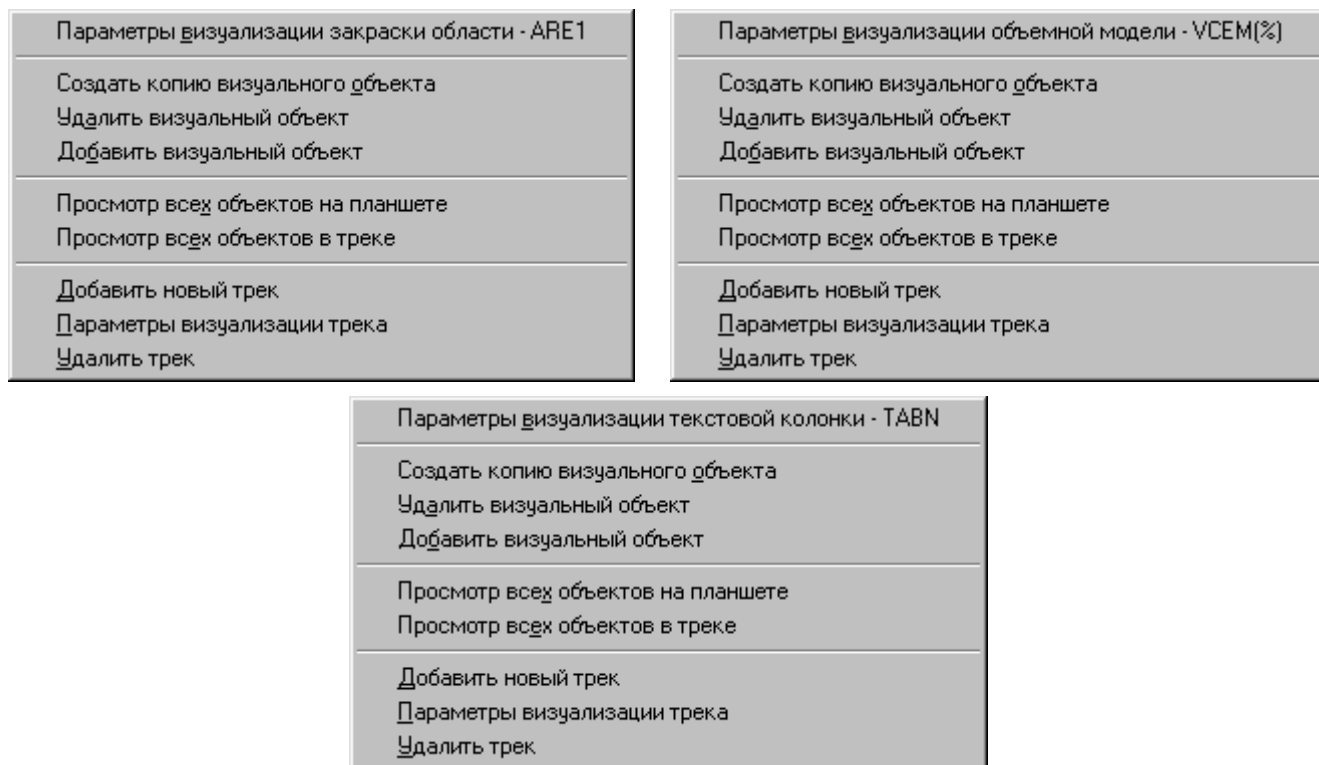 Параметры визуализации закраски области - ARE1
Создать копию визуального объекта
Удалить визуальный объект
Добавить визуальный объект
Просмотр всех объектов на планшете
Просмотр всех объектов в треке
Добавить новый трек
Параметры визуализации трека
Удалить трек
Параметры визуализации объемной модели - VCEM(%)
Создать копию визуального объекта
Удалить визуальный объект
Добавить визуальный объект
Просмотр всех объектов на планшете
Просмотр всех объектов в треке
Добавить новый трек
Параметры визуализации трека
Удалить трек
Параметры визуализации текстовой колонки - TABN
Создать копию визуального объекта
Удалить визуальный объект
Добавить визуальный объект
Просмотр всех объектов на планшете
Просмотр всех объектов в треке
Добавить новый трек
Параметры визуализации трека
Удалить трек